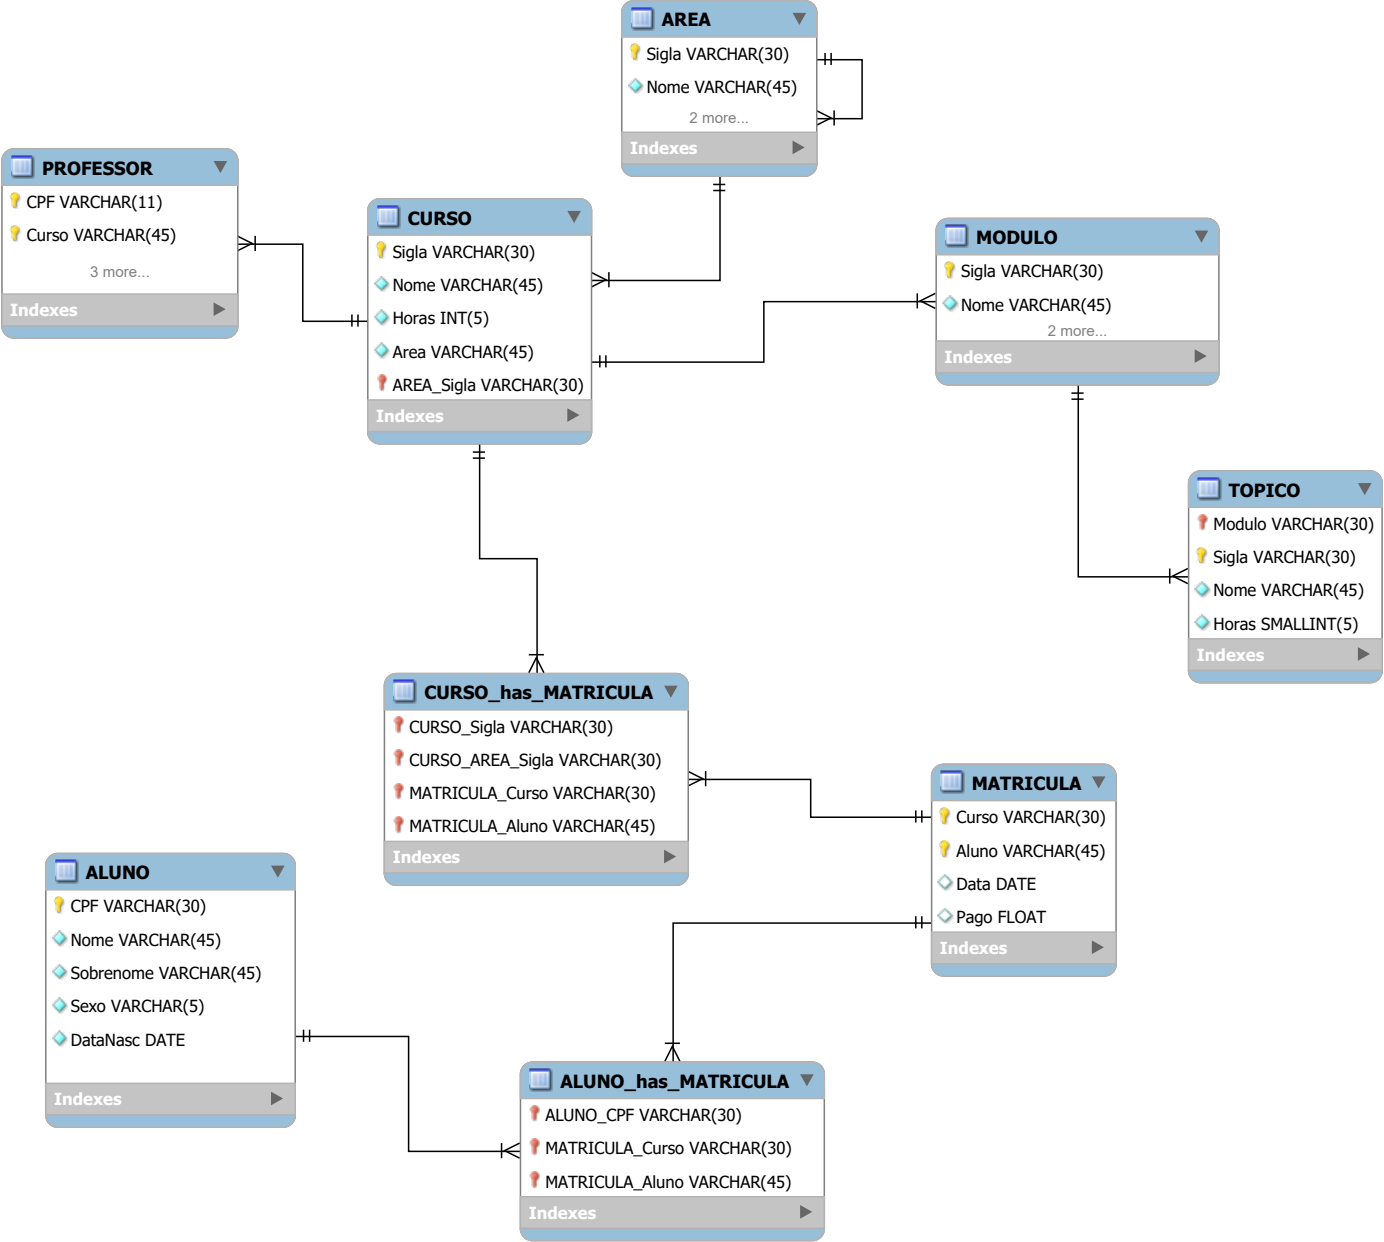 AREA
Sigla VARCHAR(30)
Nome VARCHAR(45)
2 more...
Indexes
PROFESSOR
CPF VARCHAR(11)
Curso VARCHAR(45)
3 more...
Indexes
CURSO
Sigla VARCHAR(30)
Nome VARCHAR(45)
Horas INT(5)
Area VARCHAR(45)
AREA_Sigla VARCHAR(30)
Indexes
MODULO
Sigla VARCHAR(30)
Nome VARCHAR(45)
2 more...
Indexes
TOPICO
Modulo VARCHAR(30)
Sigla VARCHAR(30)
Nome VARCHAR(45)
Horas SMALLINT(5)
Indexes
CURSO_has_MATRICULA
CURSO_Sigla VARCHAR(30)
CURSO_AREA_Sigla VARCHAR(30)
MATRICULA_Curso VARCHAR(30)
MATRICULA_Aluno VARCHAR(45)
Indexes
MATRICULA
Curso VARCHAR(30)
Aluno VARCHAR(45)
Data DATE
Pago FLOAT
Indexes
ALUNO
CPF VARCHAR(30)
Nome VARCHAR(45)
Sobrenome VARCHAR(45)
Sexo VARCHAR(5)
DataNasc DATE
Indexes
ALUNO_has_MATRICULA
ALUNO_CPF VARCHAR(30)
MATRICULA_Curso VARCHAR(30)
MATRICULA_Aluno VARCHAR(45)
Indexes